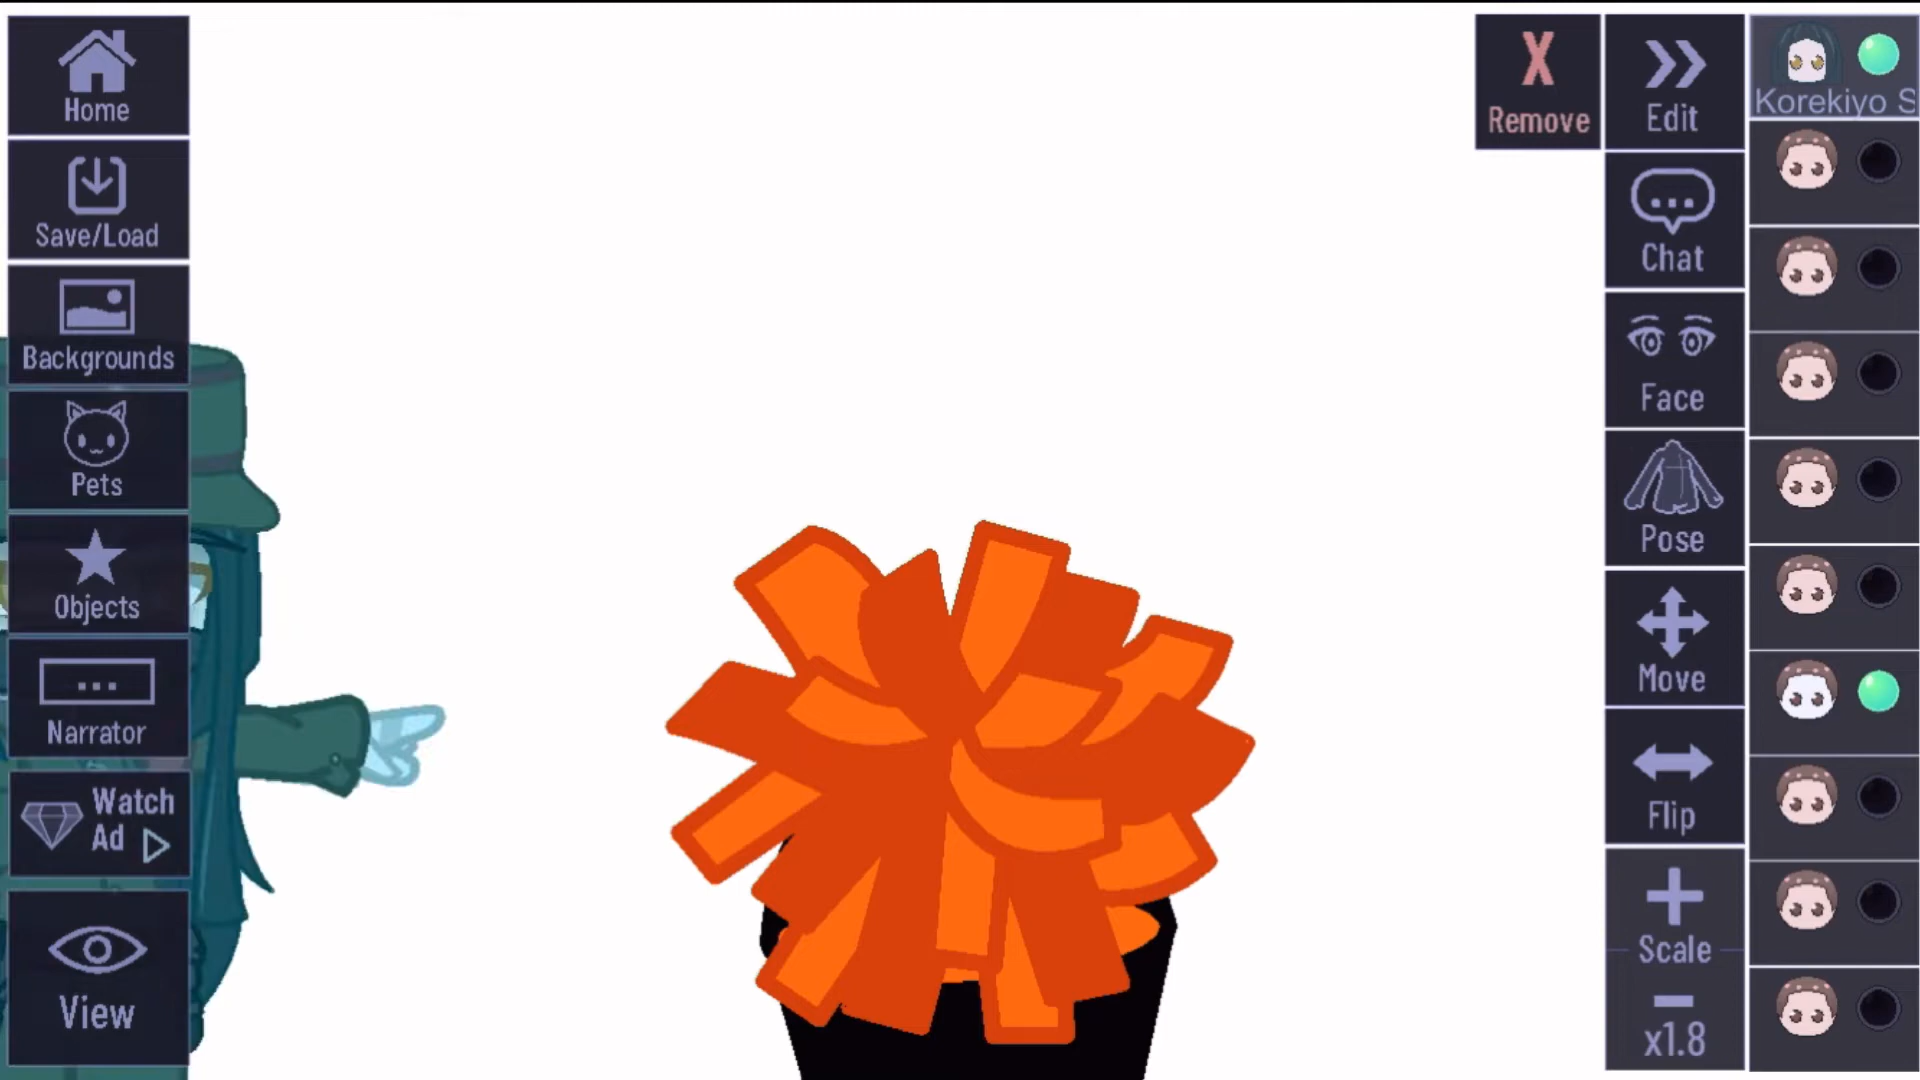 Home
Save/Load
Backgrounds
Pets
Objects
Narrator
Watch
Ad
View
X
Remove
Edit
Chat
Face
Pose
Move
Flip
Scale
x1.8
Korekiyo S